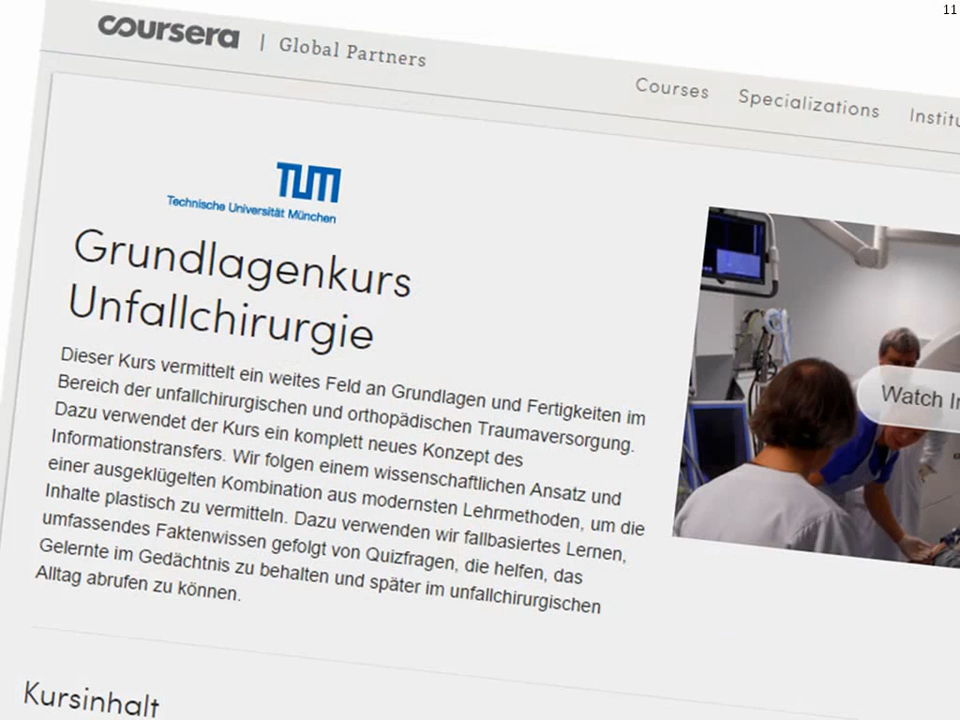 11
coursera | Global Partners
Courses Specializations
TUM
Technische Universität München
Grundlagenkurs
Unfallchirurgie
Dieser Kurs vermittelt ein weites Feld an Grundlagen und Fertigkeiten im
Bereich der unfallchirurgischen und orthopädischen Traumaversorgung.
Dazu verwendet der Kurs ein komplett neues Konzept des
Informationstransfers. Wir folgen einem wissenschaftlichen Ansatz und
einer ausgeklügelten Kombination aus modernsten Lehrmethoden, um die
Inhalte plastisch zu vermitteln. Dazu verwenden wir fallbasiertes Lernen,
umfassendes Faktenwissen gefolgt von Quizfragen, die helfen, das
Gelernte im Gedächtnis zu behalten und später im unfallchirurgischen
Alltag abrufen zu können.
Watch
Kursinhalt